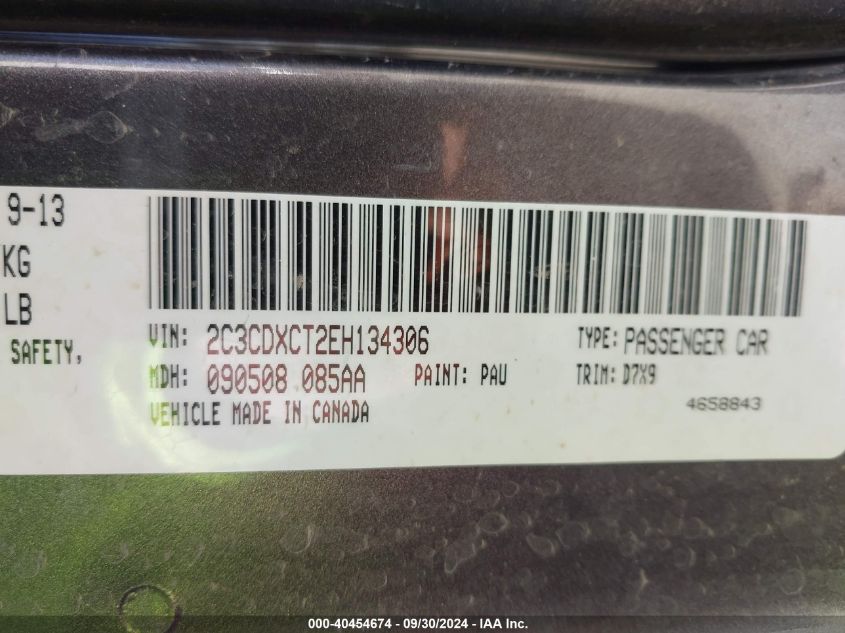 9-13
KG
LB
SAFETY,
VIN: 2C3CDXCT2EH134306 TYPE: PASSENGER CAR
MDH: 090508 085AA PAINT: PAU TRIM: D7X9
VEHICLE MADE IN CANADA 4658843
000-40454674 - 09/30/2024 - IAA Inc.